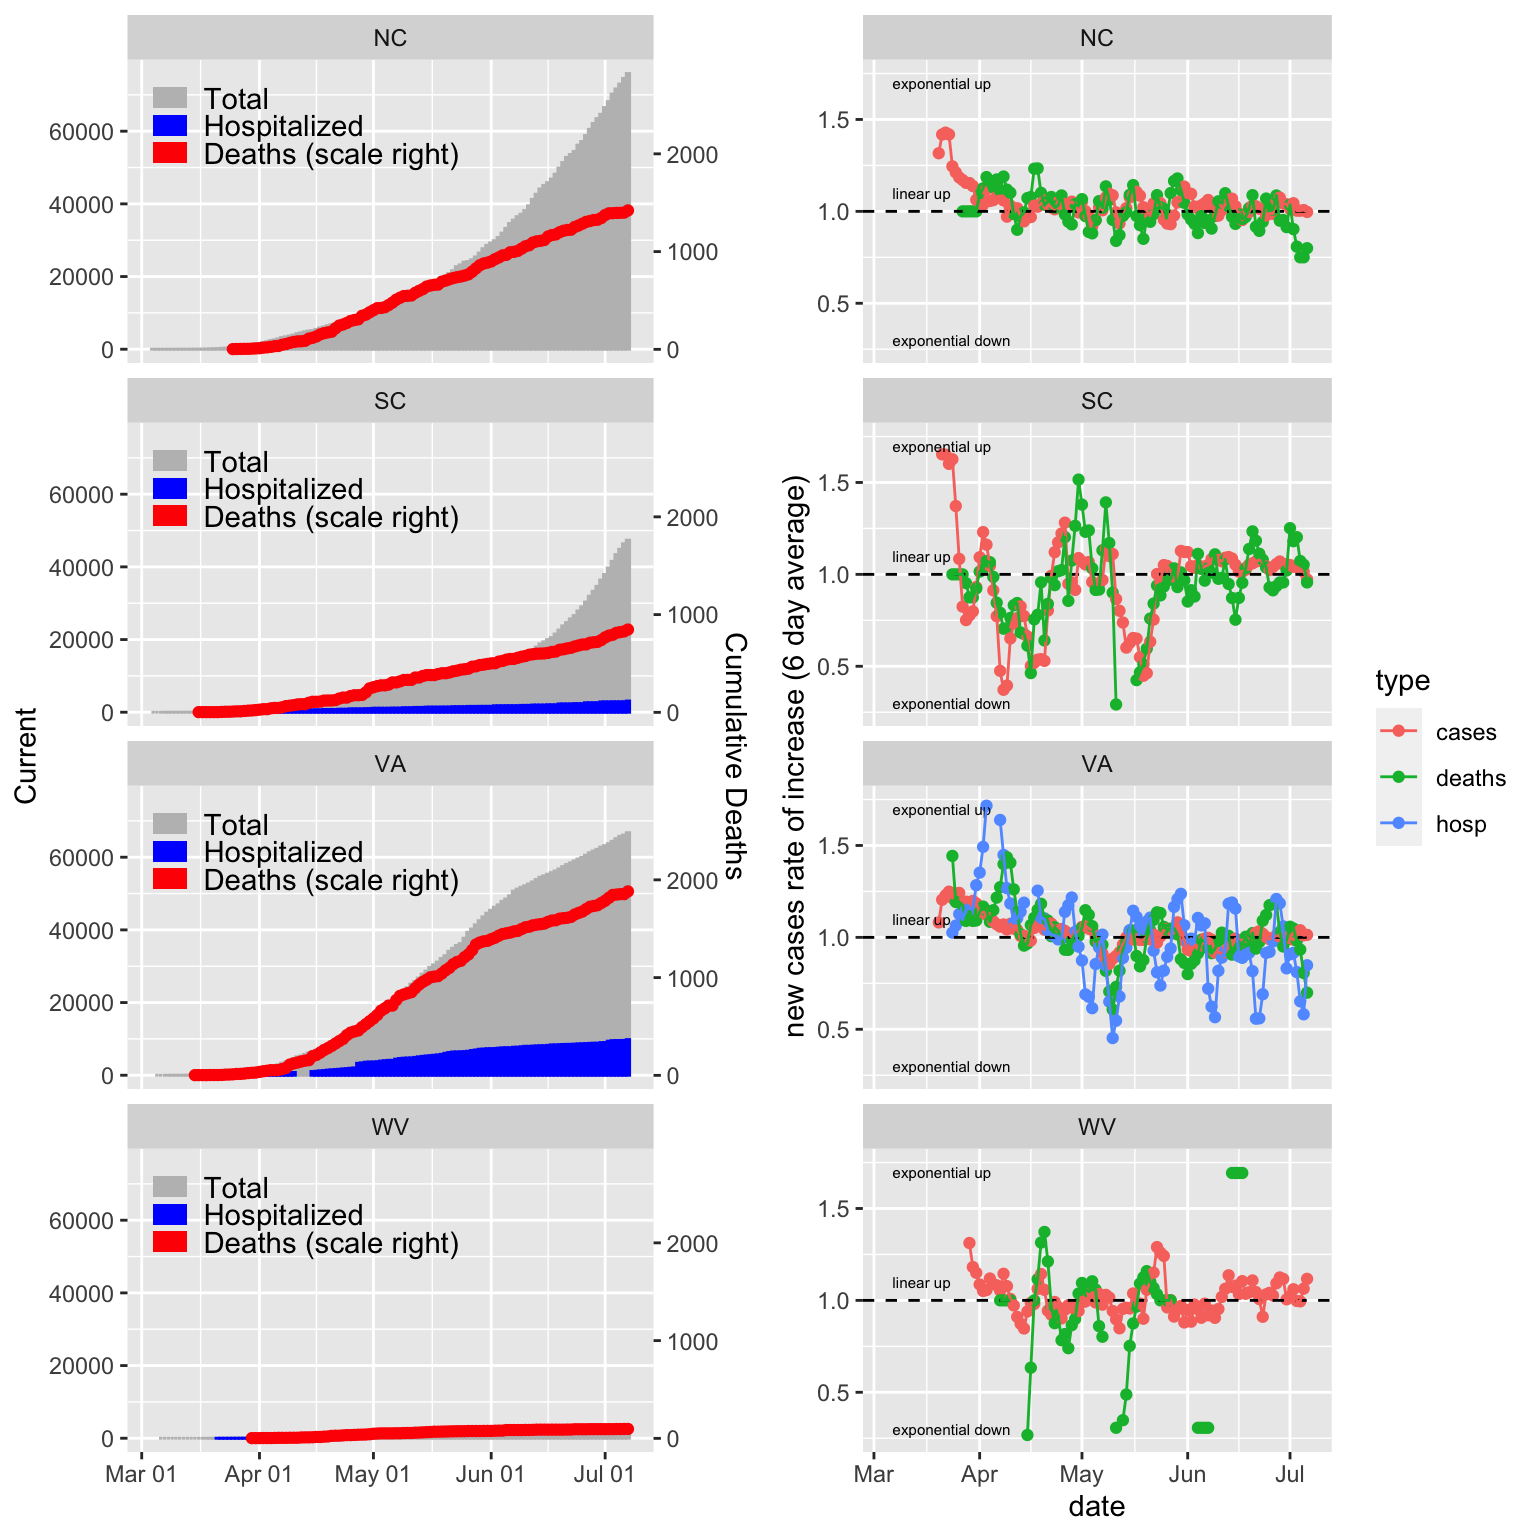 NC
Total
Hospitalized
Deaths (scale right)
60000
40000
20000
0
2000
1000
0
SC
Total
Hospitalized
Deaths (scale right)
60000
40000
20000
0
2000
1000
0
VA
Total
Hospitalized
Deaths (scale right)
60000
40000
20000
0
2000
1000
0
WV
Total
Hospitalized
Deaths (scale right)
60000
40000
20000
0
2000
1000
0
Mar 01 Apr 01 May 01 Jun 01 Jul 01
Current
Cumulative Deaths
NC
exponential up
linear up
exponential down
1.5
1.0
0.5
SC
exponential up
linear up
exponential down
1.5
1.0
0.5
VA
exponential up
linear up
exponential down
1.5
1.0
0.5
WV
exponential up
linear up
exponential down
1.5
1.0
0.5
Mar Apr May Jun Jul
date
new cases rate of increase (6 day average)
type
cases
deaths
hosp